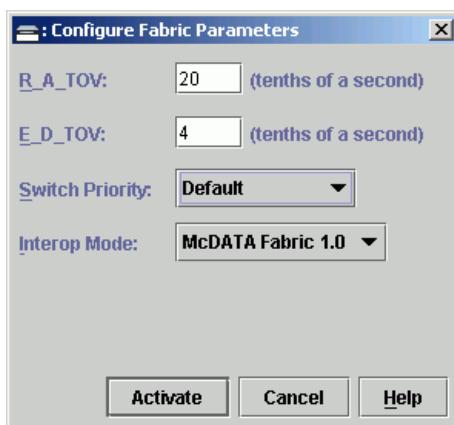 : Configure Fabric Parameters
R_A_TOV: 20 (tenths of a second)
E_D_TOV: 4 (tenths of a second)
Switch Priority: Default
Interop Mode: McDATA Fabric 1.0
Activate Cancel Help